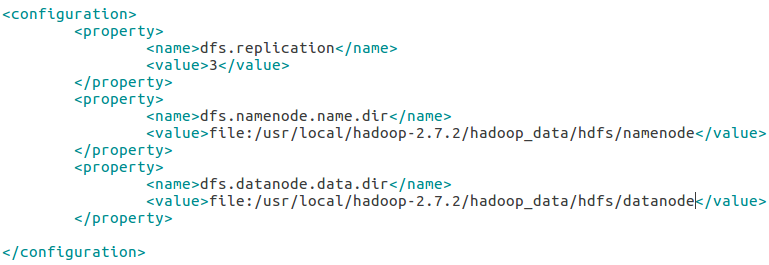 <configuration>
        <property>
                <name>dfs.replication</name>
                <value>3</value>
        </property>
        <property>
                <name>dfs.namenode.name.dir</name>
                <value>file:/usr/local/hadoop-2.7.2/hadoop_data/hdfs/namenode</value>
        </property>
        <property>
                <name>dfs.datanode.data.dir</name>
                <value>file:/usr/local/hadoop-2.7.2/hadoop_data/hdfs/datanode</value>
        </property>

</configuration>